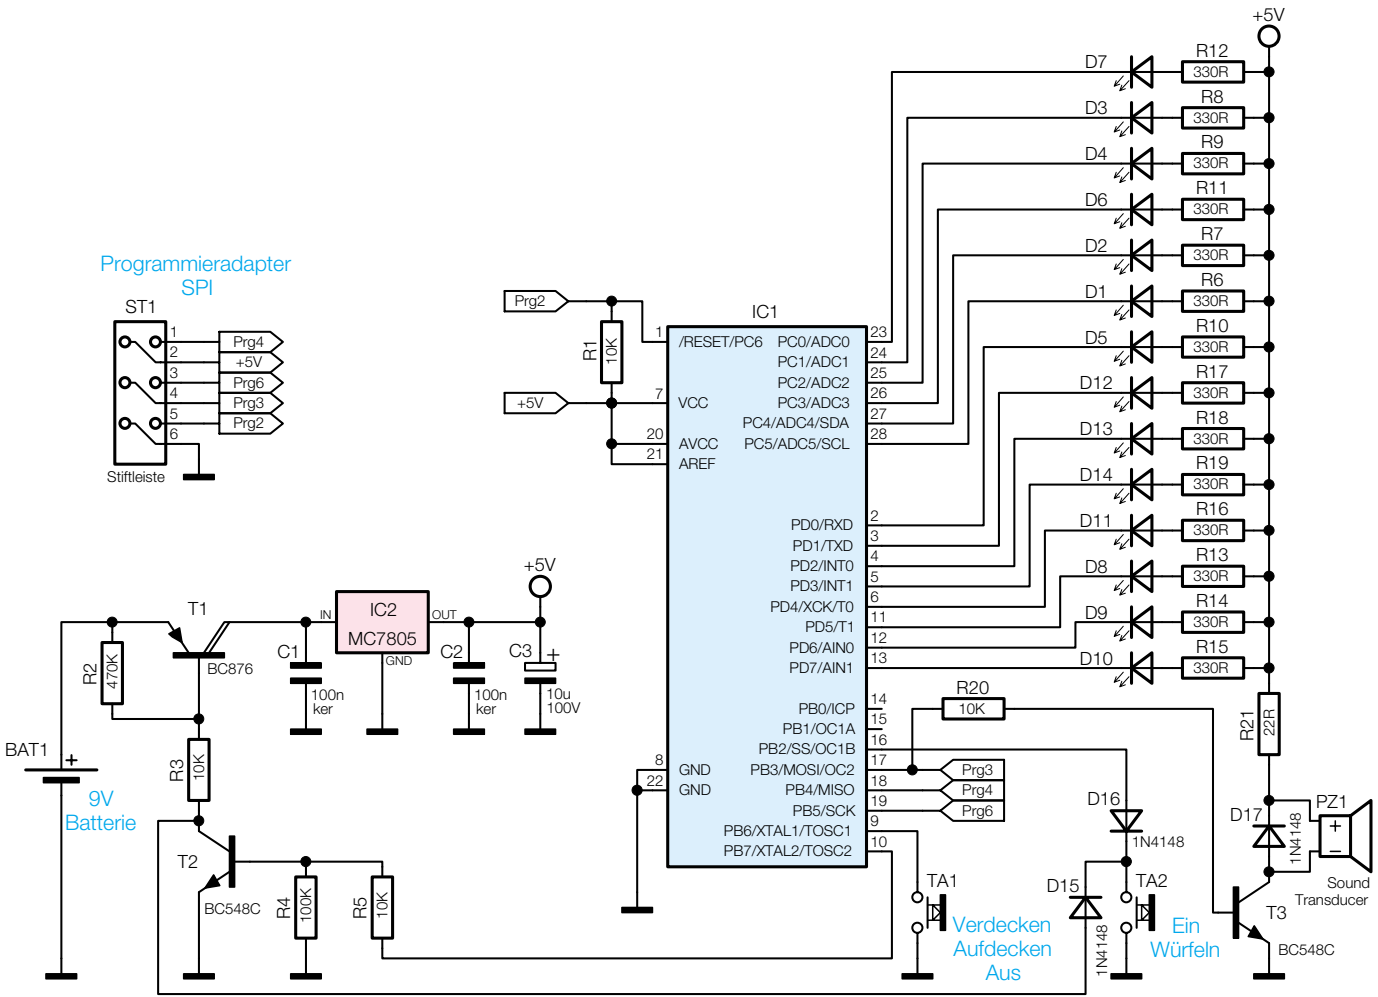 +5V
D7
R12
330R
D3
R8
330R
D4
R9
330R
D6
R11
330R
D2
R7
330R
D1
R6
330R
D5
R10
330R
D12
R17
330R
D13
R18
330R
D14
R19
330R
D11
R16
330R
D8
R13
330R
D9
R14
330R
D10
R15
330R
Programmieradapter
SPI
ST1
1
Prg4
2
+5V
3
Prg6
4
Prg3
5
Prg2
6
Stiftleiste
Prg2
R1
10K
+5V
IC1
1
/RESET/PC6
7
VCC
20
AVCC
21
AREF
8
GND
22
GND
PC0/ADC0
23
PC1/ADC1
24
PC2/ADC2
25
PC3/ADC3
26
PC4/ADC4/SDA
27
PC5/ADC5/SCL
28
PD0/RXD
2
PD1/TXD
3
PD2/INT0
4
PD3/INT1
5
PD4/XCK/T0
6
PD5/T1
11
PD6/AIN0
12
PD7/AIN1
13
PB0/ICP
14
PB1/OC1A
15
PB2/SS/OC1B
16
PB3/MOSI/OC2
17
PB4/MISO
18
PB5/SCK
19
PB6/XTAL1/TOSC1
9
PB7/XTAL2/TOSC2
10
R20
10K
Prg3
Prg4
Prg6
+5V
T1
BC876
R2
470K
IN
IC2
MC7805
OUT
GND
C1
100n
ker
C2
100n
ker
C3
+
10u
100V
BAT1
+
9V
Batterie
R3
10K
T2
BC548C
R4
100K
R5
10K
TA1
Verdecken
Aufdecken
Aus
D16
1N4148
D15
1N4148
TA2
Ein
Würfeln
R21
22R
D17
1N4148
PZ1
+
–
Sound
Transducer
T3
BC548C